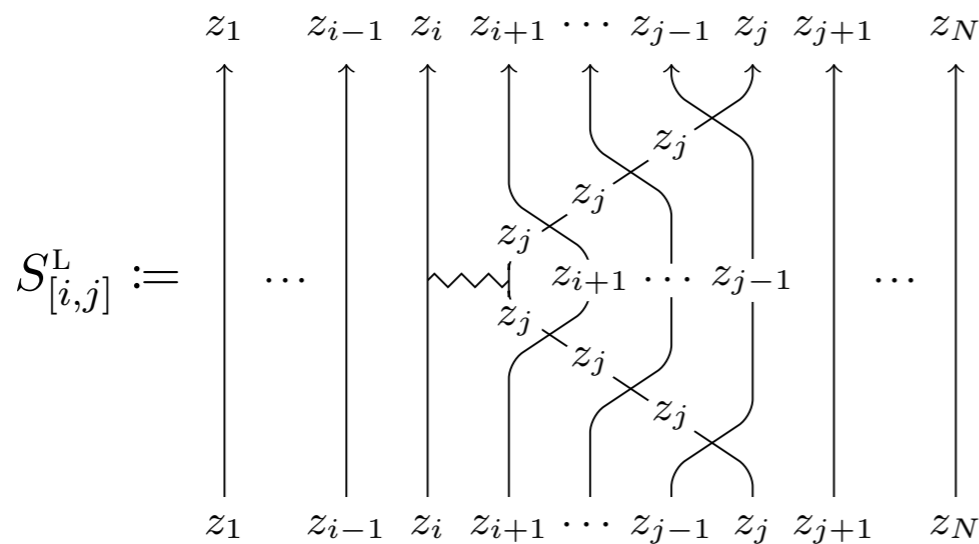 z_1 z_{i-1} z_i z_{i+1} ⋯ z_{j-1} z_j z_{j+1} z_N
z_j
z_j
z_j
S^L_{[i,j]} := ⋯ z_{i+1} ⋯ z_{j-1} ⋯
z_j
z_j
z_j
z_1 z_{i-1} z_i z_{i+1} ⋯ z_{j-1} z_j z_{j+1} z_N